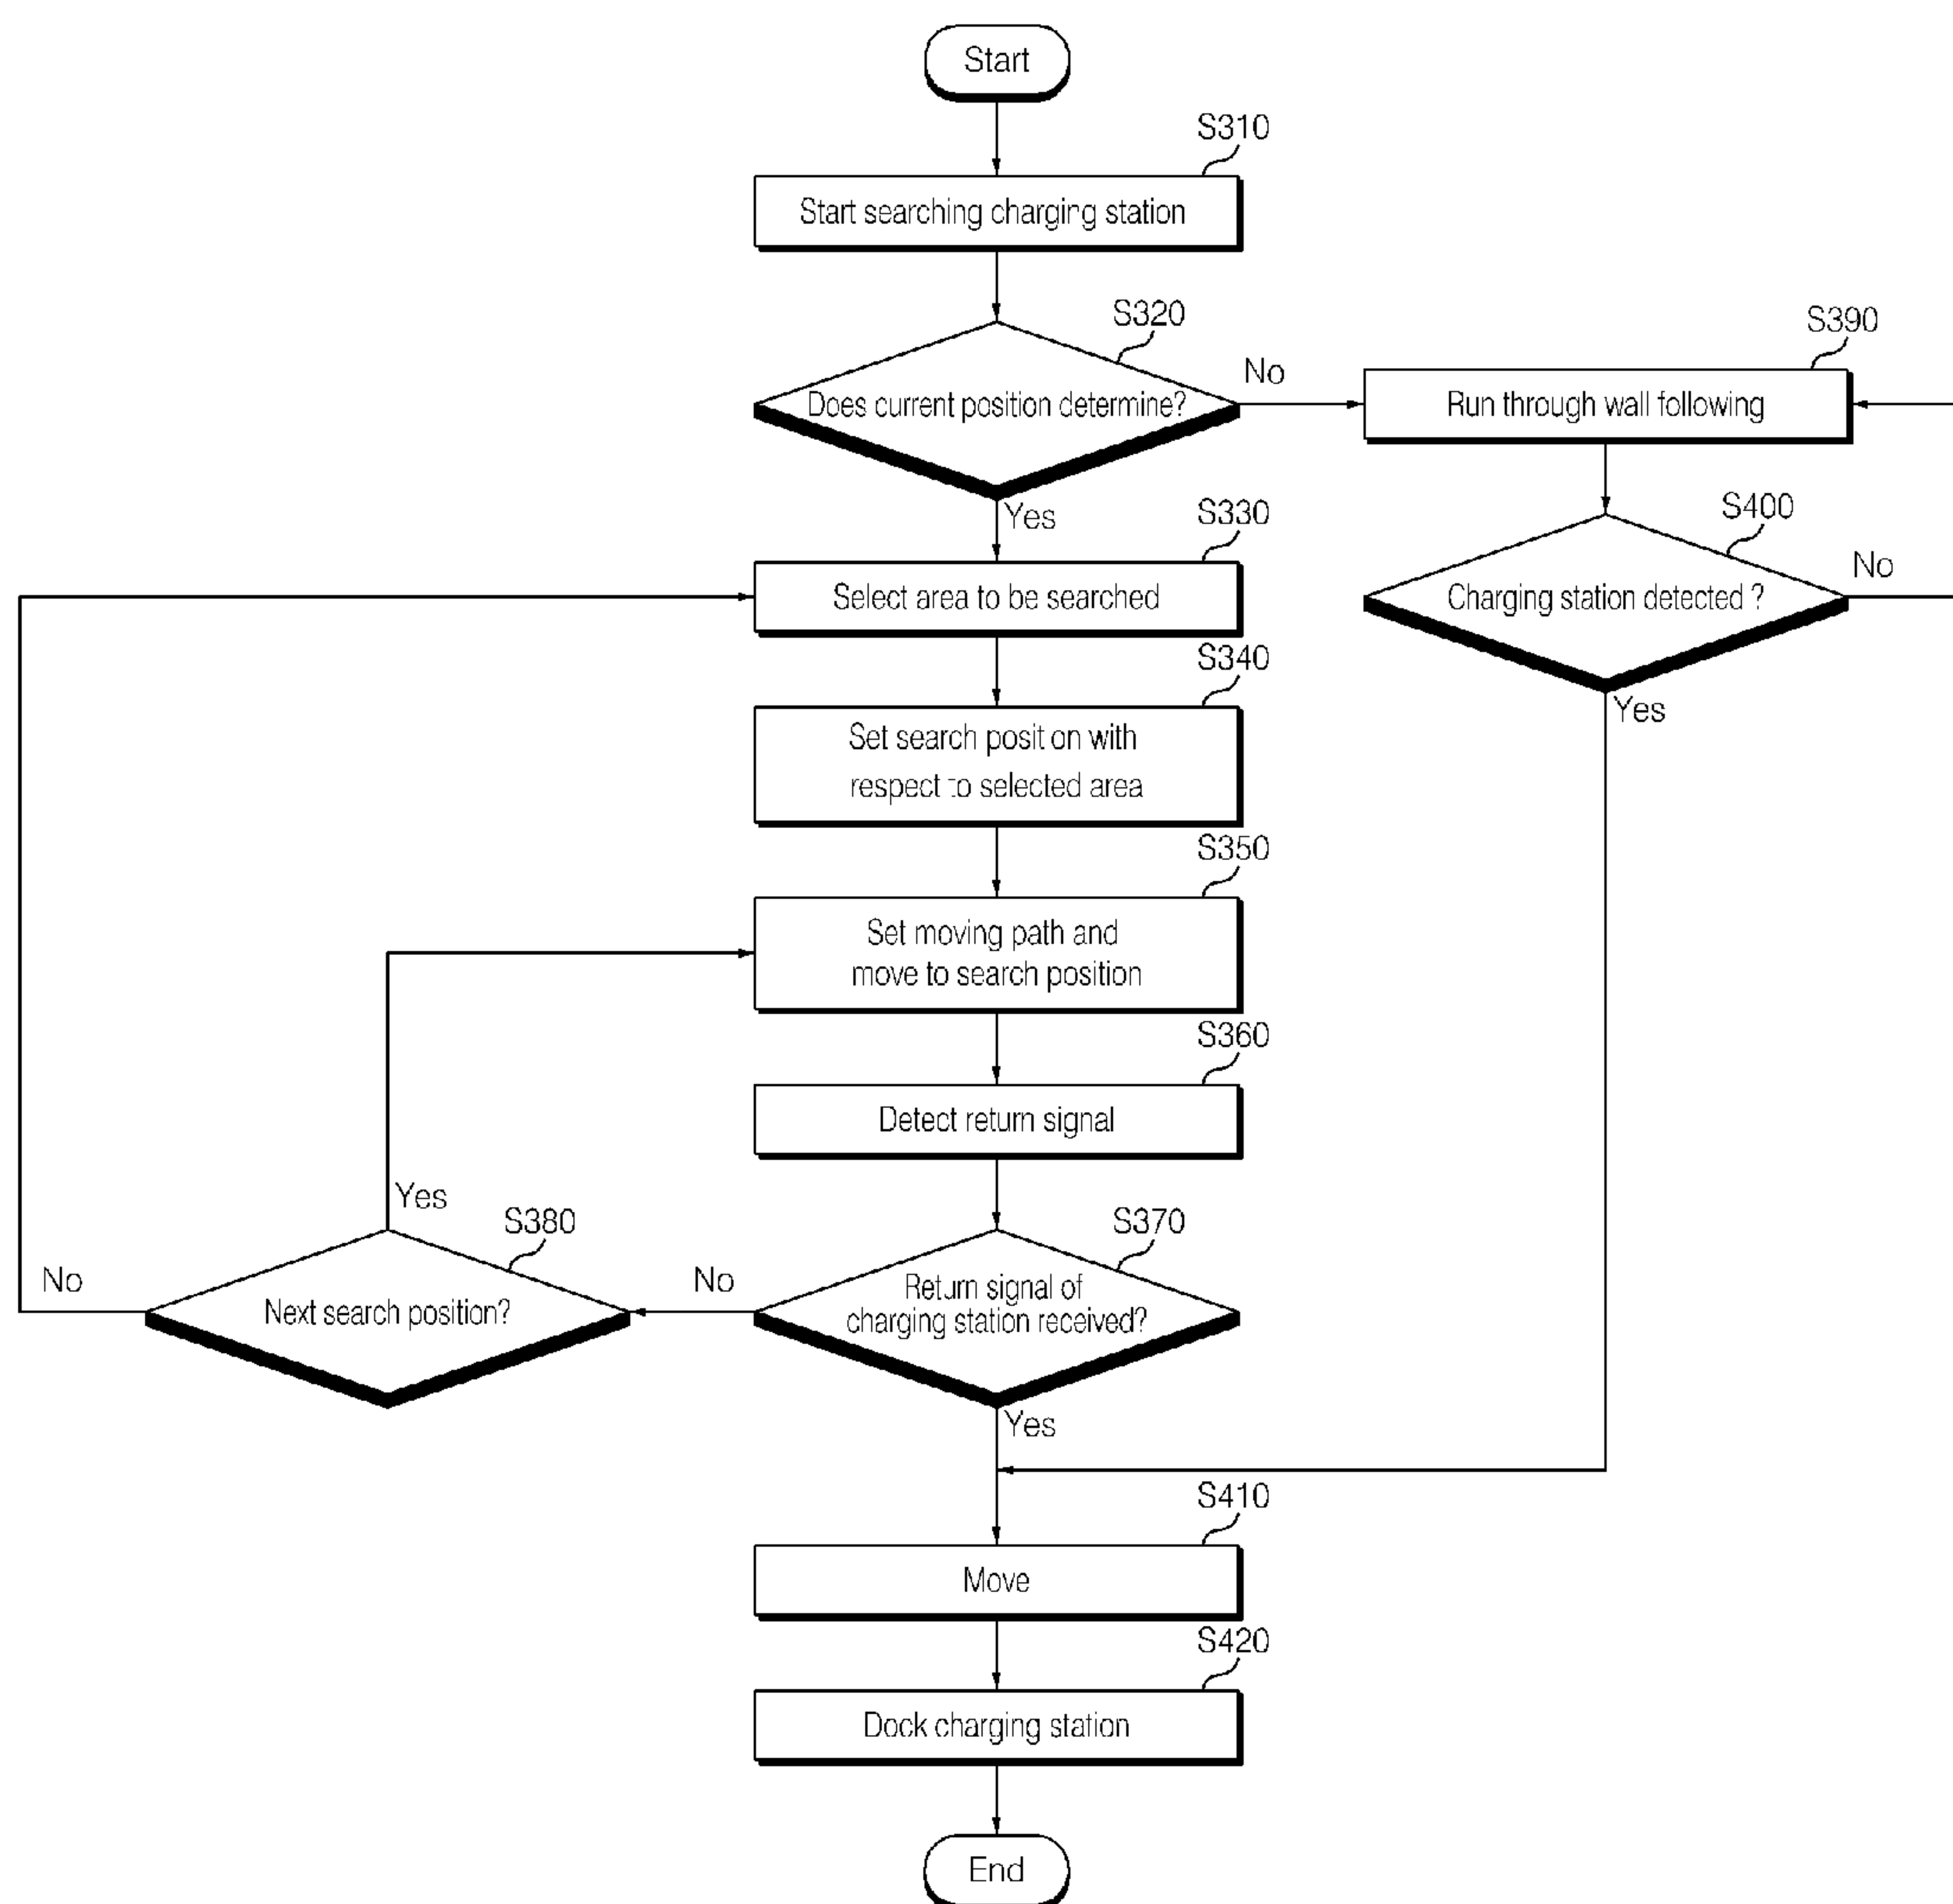 Start
S310
Start searching charging station
S320
Does current position determine?
No
S390
Run through wall following
Yes
S330
Select area to be searched
S400
Charging station detected ?
No
Yes
S340
Set search position with
respect to selected area
S350
Set moving path and
move to search position
S360
Detect return signal
S370
Return signal of
charging station received?
No
S380
Next search position?
Yes
No
Yes
S410
Move
S420
Dock charging station
End